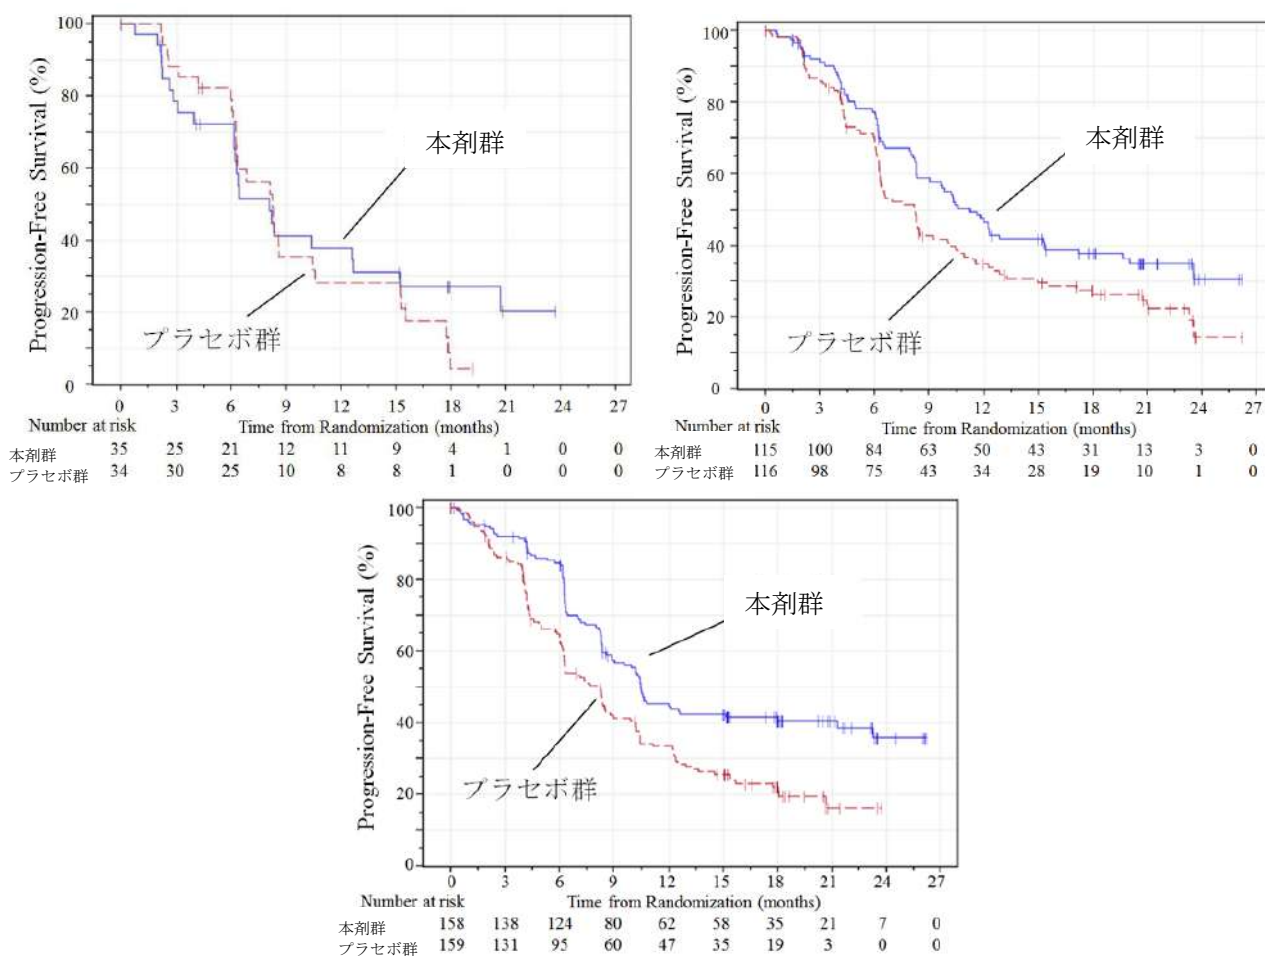 Progression-Free Survival (%)
100
80
60
40
20
0
本剤群
プラセボ群
0 3 6 9 12 15 18 21 24 27
Number at risk Time from Randomization (months)
本剤群 35 25 21 12 11 9 4 1 0 0
プラセボ群 34 30 25 10 8 8 1 0 0 0
Progression-Free Survival (%)
100
80
60
40
20
0
本剤群
プラセボ群
0 3 6 9 12 15 18 21 24 27
Number at risk Time from Randomization (months)
本剤群 115 100 84 63 50 43 31 13 3 0
プラセボ群 116 98 75 43 34 28 19 10 1 0
Progression-Free Survival (%)
100
80
60
40
20
0
本剤群
プラセボ群
0 3 6 9 12 15 18 21 24 27
Number at risk Time from Randomization (months)
本剤群 158 138 124 80 62 58 35 21 7 0
プラセボ群 159 131 95 60 47 35 19 3 0 0